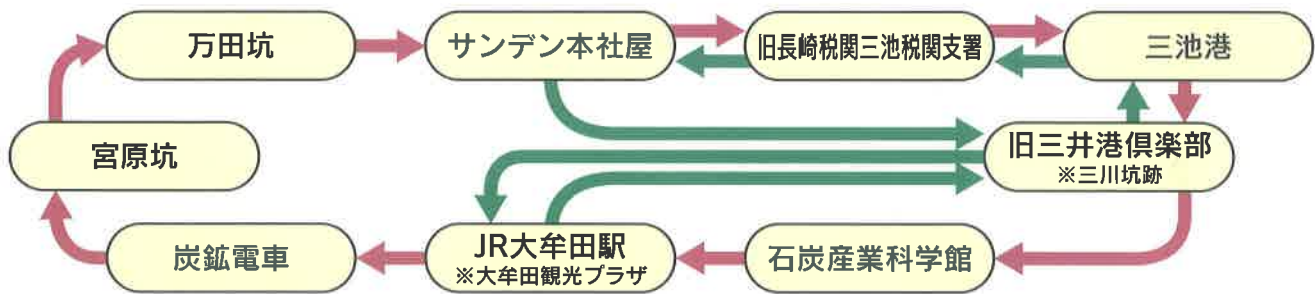 万田坑
サンデン本社屋
旧長崎税関三池税関支署
三池港
宮原坑
旧三井港倶楽部
※三川坑跡
炭鉱電車
JR大牟田駅
※大牟田観光プラザ
石炭産業科学館